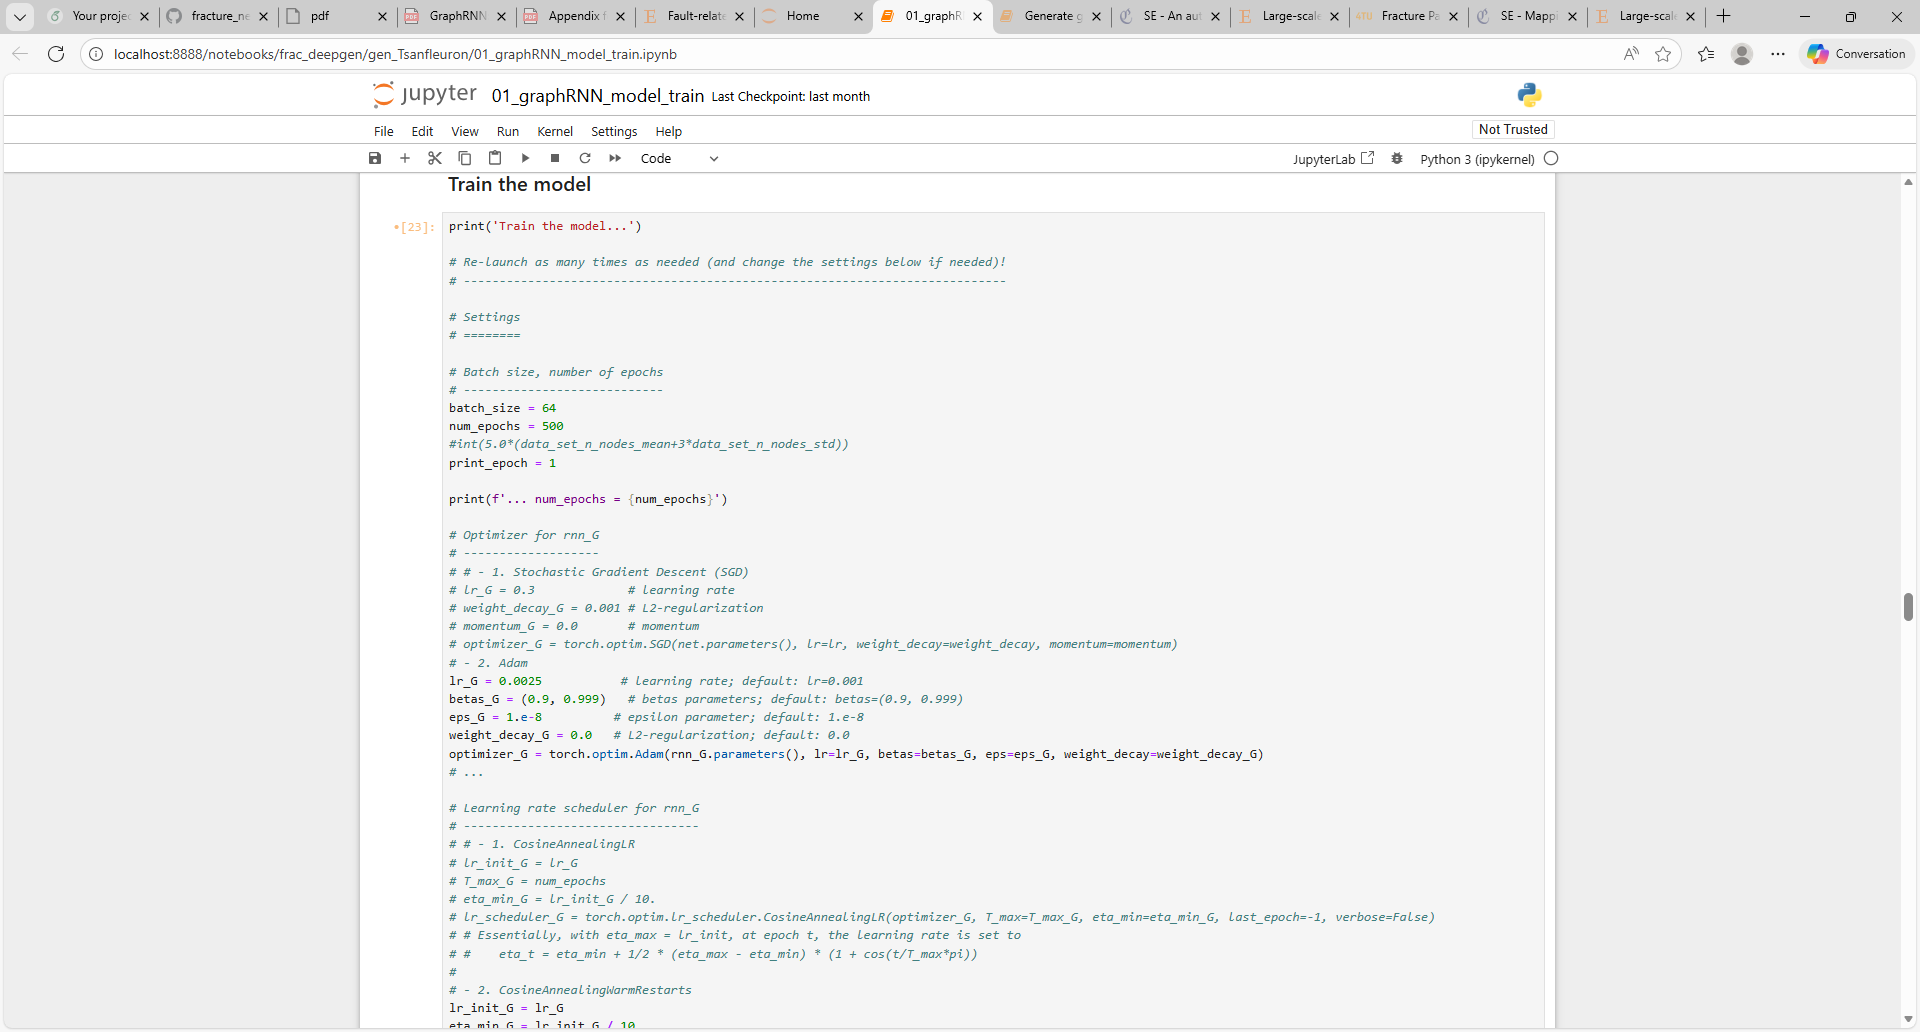 Your proje
fracture_ne
pdf
GraphRNN
Appendix f
Fault-relate
Home
01_graphR
Generate g
SE - An aut
Large-scale
Fracture Pa
SE - Mappi
Large-scale
localhost:8888/notebooks/frac_deepgen/gen_Tsanfleuron/01_graphRNN_model_train.ipynb
Conversation
jupyter 01_graphRNN_model_train Last Checkpoint: last month
File Edit View Run Kernel Settings Help
Not Trusted
Code
JupyterLab
Python 3 (ipykernel)
Train the model
•[23]:
print('Train the model...')
# Re-launch as many times as needed (and change the settings below if needed)!
# ----------------------------------------------------------------------------
# Settings
# ========
# Batch size, number of epochs
# ----------------------------
batch_size = 64
num_epochs = 500
#int(5.0*(data_set_n_nodes_mean+3*data_set_n_nodes_std))
print_epoch = 1
print(f'... num_epochs = {num_epochs}')
# Optimizer for rnn_G
# -------------------
# # - 1. Stochastic Gradient Descent (SGD)
# lr_G = 0.3             # learning rate
# weight_decay_G = 0.001 # L2-regularization
# momentum_G = 0.0       # momentum
# optimizer_G = torch.optim.SGD(net.parameters(), lr=lr, weight_decay=weight_decay, momentum=momentum)
# - 2. Adam
lr_G = 0.0025           # learning rate; default: lr=0.001
betas_G = (0.9, 0.999)   # betas parameters; default: betas=(0.9, 0.999)
eps_G = 1.e-8          # epsilon parameter; default: 1.e-8
weight_decay_G = 0.0   # L2-regularization; default: 0.0
optimizer_G = torch.optim.Adam(rnn_G.parameters(), lr=lr_G, betas=betas_G, eps=eps_G, weight_decay=weight_decay_G)
# ...
# Learning rate scheduler for rnn_G
# ---------------------------------
# # - 1. CosineAnnealingLR
# lr_init_G = lr_G
# T_max_G = num_epochs
# eta_min_G = lr_init_G / 10.
# lr_scheduler_G = torch.optim.lr_scheduler.CosineAnnealingLR(optimizer_G, T_max=T_max_G, eta_min=eta_min_G, last_epoch=-1, verbose=False)
# # Essentially, with eta_max = lr_init, at epoch t, the learning rate is set to
# #    eta_t = eta_min + 1/2 * (eta_max - eta_min) * (1 + cos(t/T_max*pi))
#
# - 2. CosineAnnealingWarmRestarts
lr_init_G = lr_G
eta_min_G = lr_init_G / 10